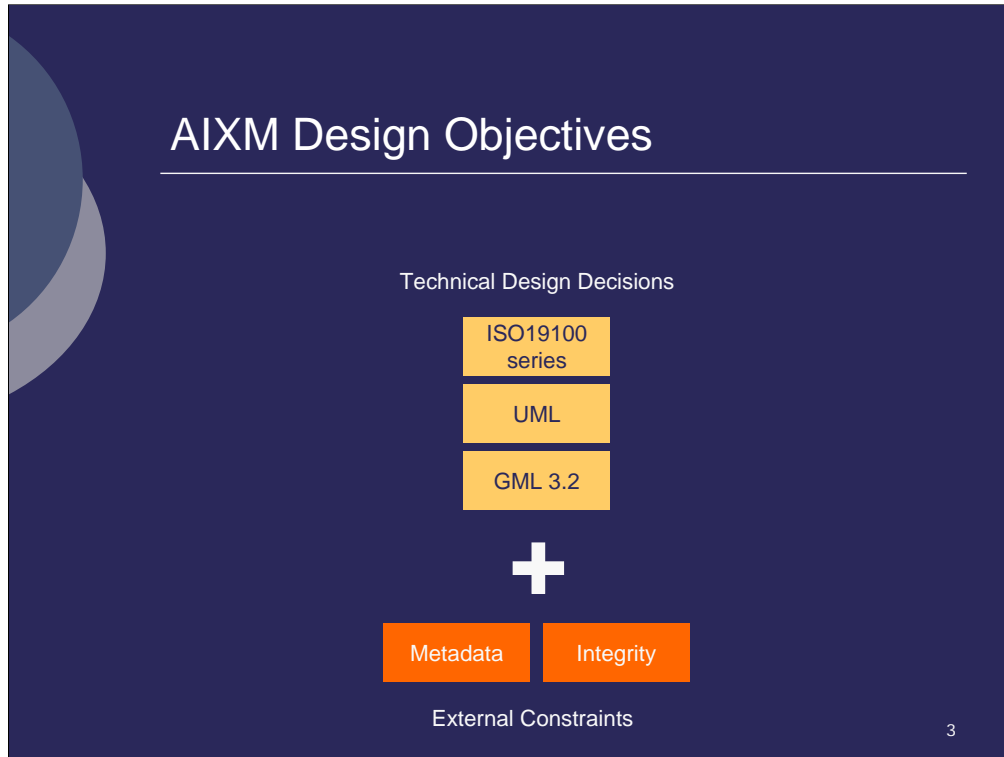 AIXM Design Objectives
Technical Design Decisions
ISO19100
series
UML
GML 3.2
Metadata
Integrity
External Constraints
3